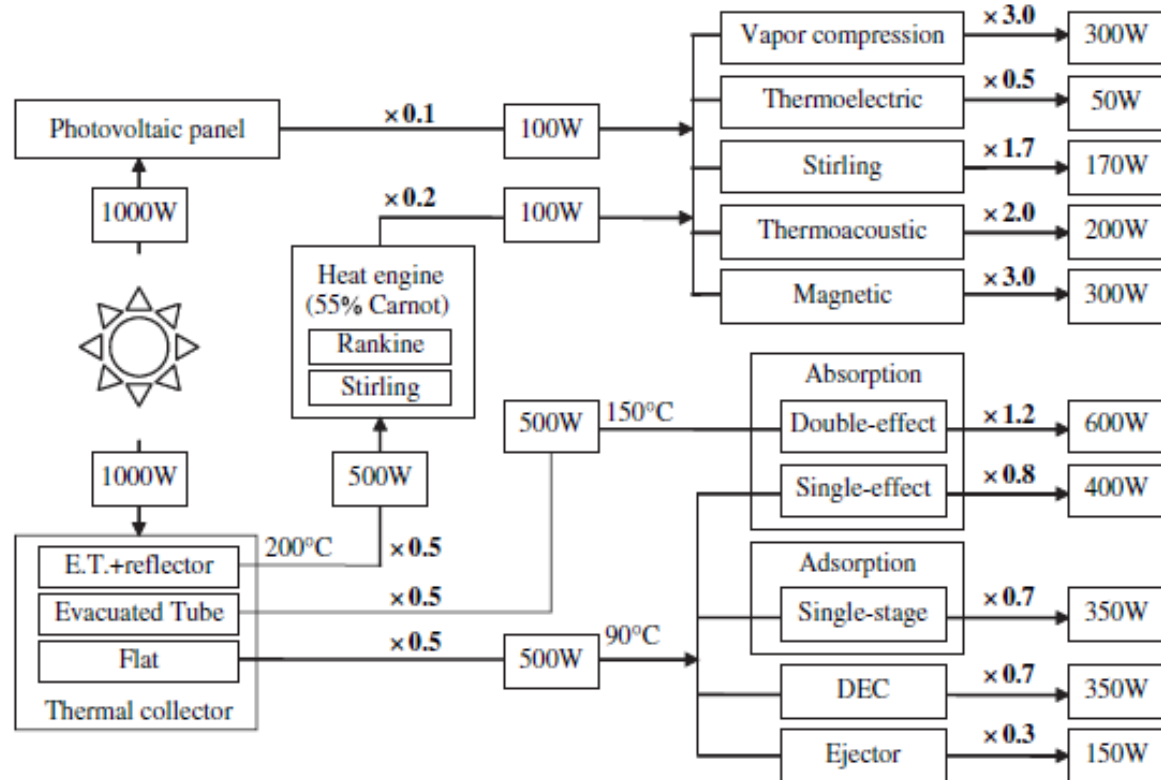 Photovoltaic panel
× 0.1
100W
1000W
Vapor compression
× 3.0
300W
Thermoelectric
× 0.5
50W
Stirling
× 1.7
170W
Thermoacoustic
× 2.0
200W
Magnetic
× 3.0
300W
× 0.2
100W
Heat engine
(55% Carnot)
Rankine
Stirling
500W
1000W
200°C
× 0.5
E.T.+reflector
Evacuated Tube
× 0.5
Flat
× 0.5
Thermal collector
500W
150°C
500W
90°C
Absorption
Double-effect
× 1.2
600W
Single-effect
× 0.8
400W
Adsorption
Single-stage
× 0.7
350W
DEC
× 0.7
350W
Ejector
× 0.3
150W